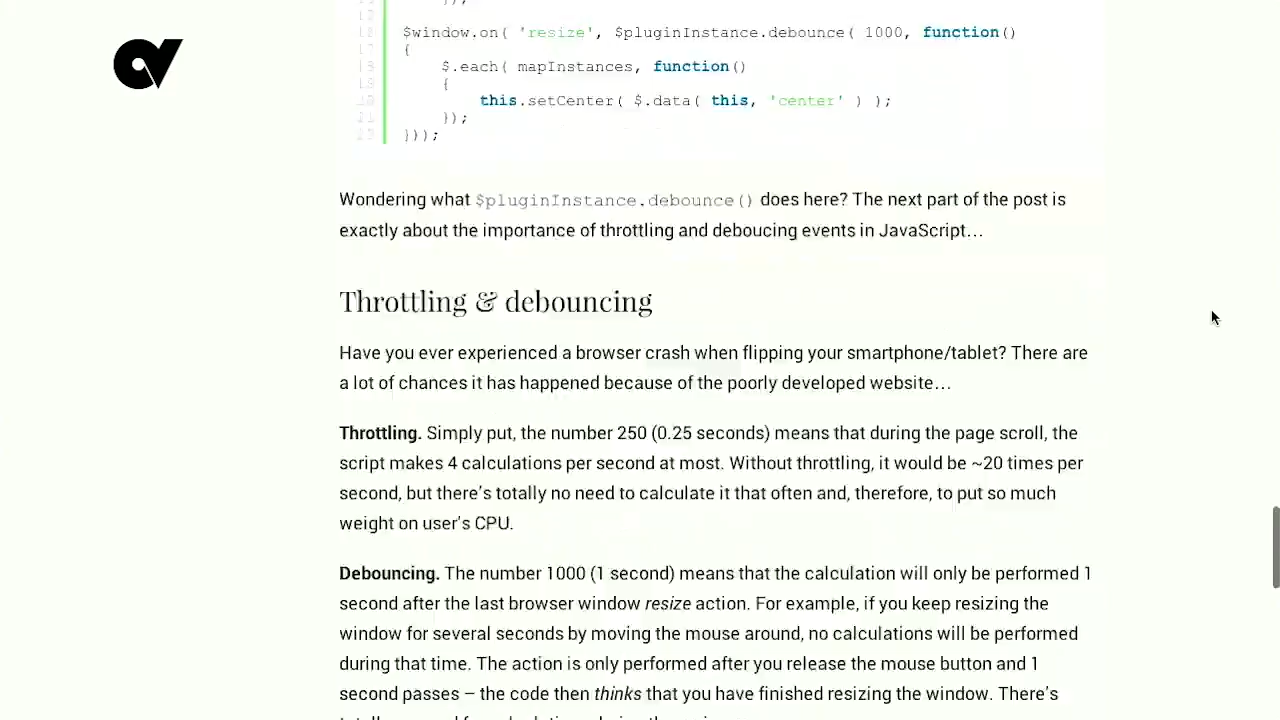 $window.on( 'resize', $pluginInstance.debounce( 1000, function()
17 {
$.each( mapInstances, function()
{
this.setCenter( $.data( this, 'center' ) );
21 });
}));
Wondering what $pluginInstance.debounce() does here? The next part of the post is
exactly about the importance of throttling and deboucing events in JavaScript…
Throttling & debouncing
Have you ever experienced a browser crash when flipping your smartphone/tablet? There are
a lot of chances it has happened because of the poorly developed website…
Throttling. Simply put, the number 250 (0.25 seconds) means that during the page scroll, the
script makes 4 calculations per second at most. Without throttling, it would be ~20 times per
second, but there's totally no need to calculate it that often and, therefore, to put so much
weight on user's CPU.
Debouncing. The number 1000 (1 second) means that the calculation will only be performed 1
second after the last browser window resize action. For example, if you keep resizing the
window for several seconds by moving the mouse around, no calculations will be performed
during that time. The action is only performed after you release the mouse button and 1
second passes – the code then thinks that you have finished resizing the window. There's